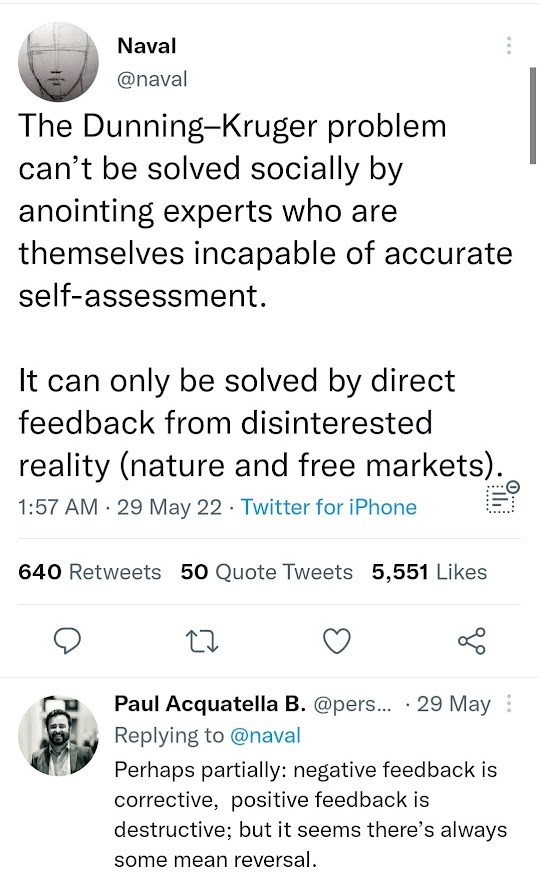 Naval
@naval
The Dunning–Kruger problem
can’t be solved socially by
anointing experts who are
themselves incapable of accurate
self-assessment.
It can only be solved by direct
feedback from disinterested
reality (nature and free markets).
1:57 AM · 29 May 22 · Twitter for iPhone
640 Retweets 50 Quote Tweets 5,551 Likes
Paul Acquatella B. @pers... · 29 May
Replying to @naval
Perhaps partially: negative feedback is
corrective, positive feedback is
destructive; but it seems there’s always
some mean reversal.